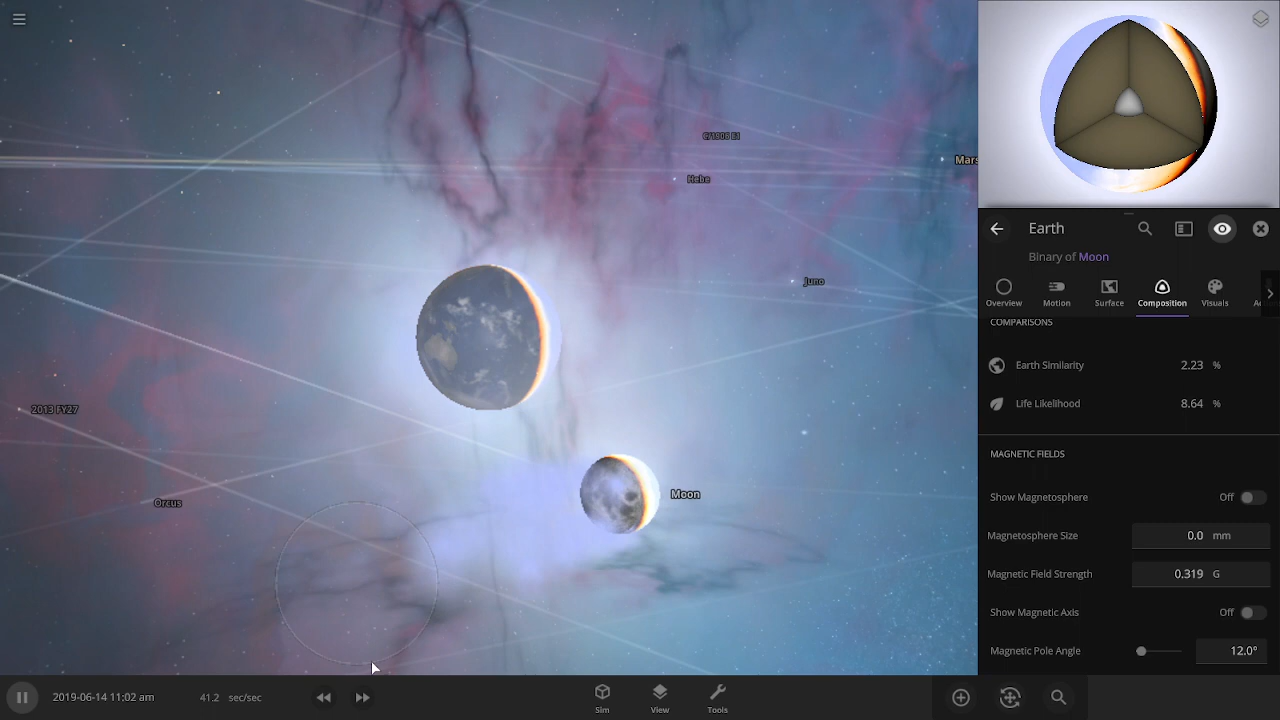 C/1906 E1
Mars
Hebe
Juno
2013 FY27
Orcus
Moon
Earth
Binary of Moon
Overview
Motion
Surface
Composition
Visuals
COMPARISONS
Earth Similarity 2.23 %
Life Likelihood 8.64 %
MAGNETIC FIELDS
Show Magnetosphere Off
Magnetosphere Size 0.0 mm
Magnetic Field Strength 0.319 G
Show Magnetic Axis Off
Magnetic Pole Angle 12.0°
2019-06-14 11:02 am
41.2 sec/sec
Sim
View
Tools